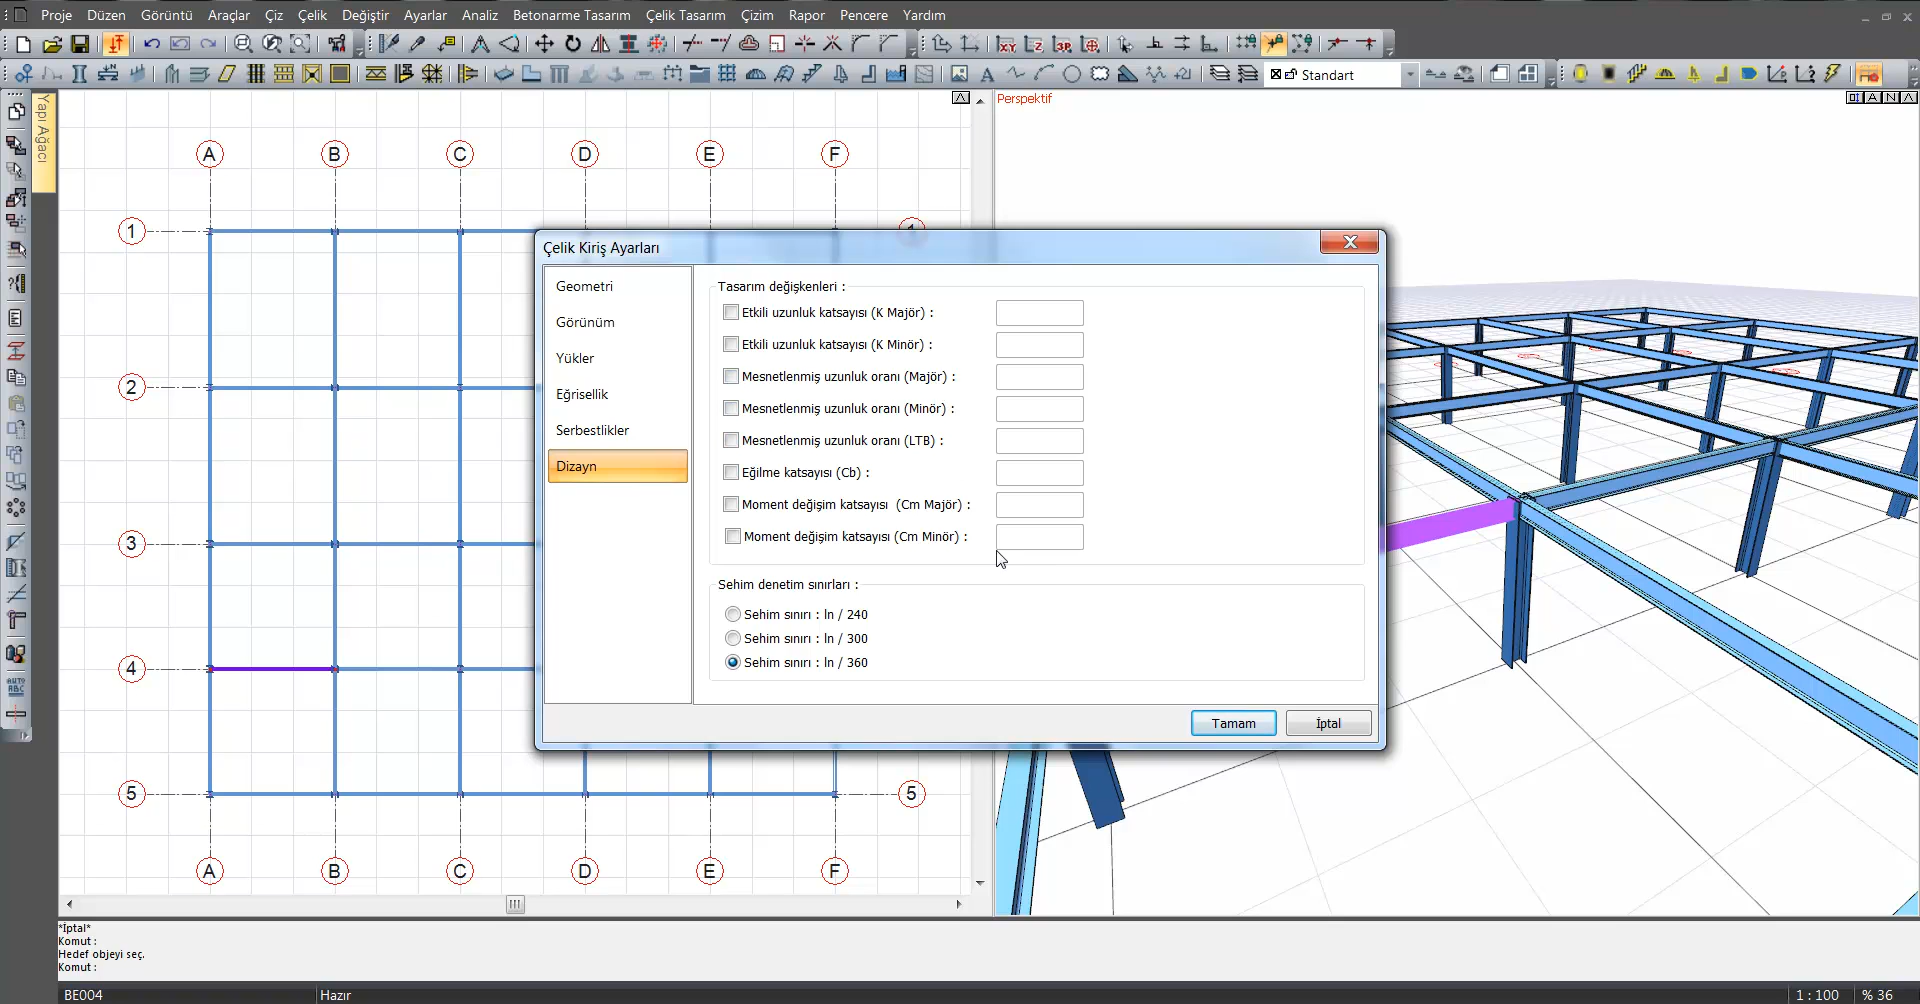 Proje Düzen Görüntü Araçlar Çiz Çelik Değiştir Ayarlar Analiz Betonarme Tasarım Çelik Tasarım Çizim Rapor Pencere Yardım
XY Z 3P
Standart
Yapı Ağacı
Perspektif
A B C D E F
1
2
3
4
5 5
A B C D E F
Çelik Kiriş Ayarları
Geometri
Görünüm
Yükler
Eğrisellik
Serbestlikler
Dizayn
Tasarım değişkenleri :
Etkili uzunluk katsayısı (K Majör) :
Etkili uzunluk katsayısı (K Minör) :
Mesnetlenmiş uzunluk oranı (Majör) :
Mesnetlenmiş uzunluk oranı (Minör) :
Mesnetlenmiş uzunluk oranı (LTB) :
Eğilme katsayısı (Cb) :
Moment değişim katsayısı (Cm Majör) :
Moment değişim katsayısı (Cm Minör) :
Sehim denetim sınırları :
Sehim sınırı : ln / 240
Sehim sınırı : ln / 300
Sehim sınırı : ln / 360
Tamam İptal
AUTO
ABC
*İptal*
Komut :
Hedef objeyi seç.
Komut :
BE004 Hazır 1 : 100 % 36